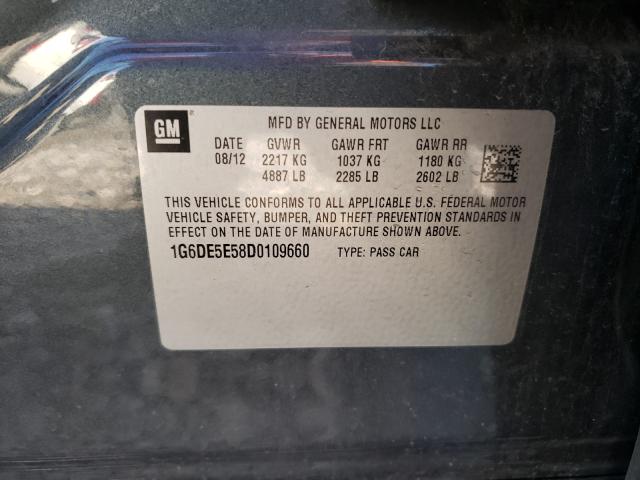 GM
MFD BY GENERAL MOTORS LLC
DATE GVWR GAWR FRT GAWR RR
08/12 2217 KG 1037 KG 1180 KG
4887 LB 2285 LB 2602 LB
THIS VEHICLE CONFORMS TO ALL APPLICABLE U.S. FEDERAL MOTOR
VEHICLE SAFETY, BUMPER, AND THEFT PREVENTION STANDARDS IN
EFFECT ON THE DATE OF MANUFACTURE SHOWN ABOVE.
1G6DE5E58D0109660 TYPE: PASS CAR